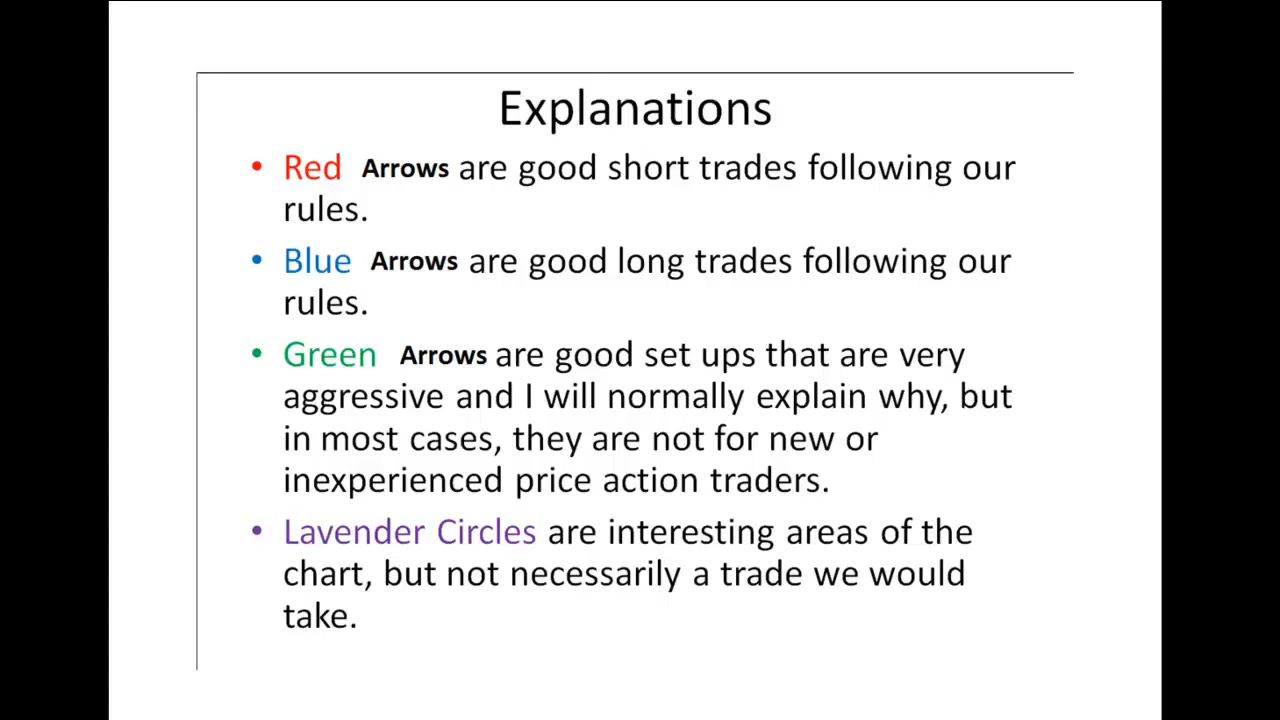 Explanations
• Red Arrows are good short trades following our
rules.
• Blue Arrows are good long trades following our
rules.
• Green Arrows are good set ups that are very
aggressive and I will normally explain why, but
in most cases, they are not for new or
inexperienced price action traders.
• Lavender Circles are interesting areas of the
chart, but not necessarily a trade we would
take.